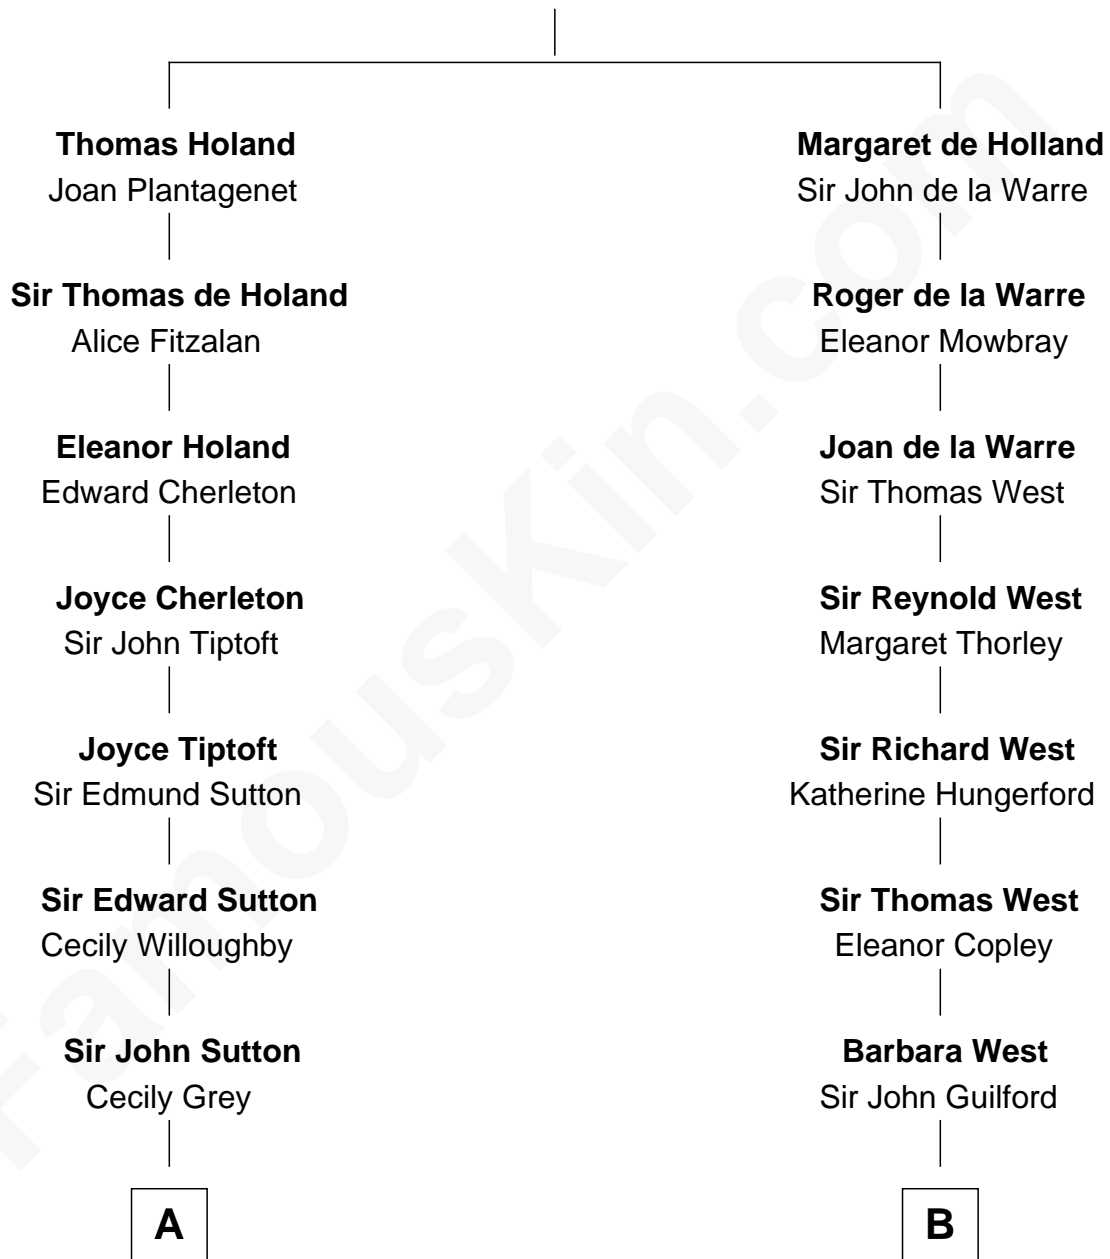 Thomas Holand
Joan Plantagenet
Sir Thomas de Holand
Alice Fitzalan
Eleanor Holand
Edward Cherleton
Joyce Cherleton
Sir John Tiptoft
Joyce Tiptoft
Sir Edmund Sutton
Sir Edward Sutton
Cecily Willoughby
Sir John Sutton
Cecily Grey
A
Margaret de Holland
Sir John de la Warre
Roger de la Warre
Eleanor Mowbray
Joan de la Warre
Sir Thomas West
Sir Reynold West
Margaret Thorley
Sir Richard West
Katherine Hungerford
Sir Thomas West
Eleanor Copley
Barbara West
Sir John Guilford
B
FamousKin.com